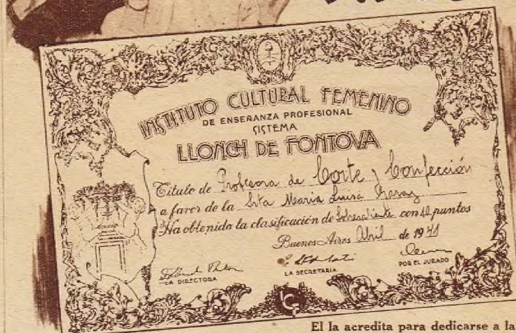 INSTITUTO CULTURAL FEMENINO
DE ENSEÑANZA PROFESIONAL
SISTEMA
LLONCH DE FONTOVA
Título de Profesora de Corte y Confección
a favor de la Srta María Luisa
Ha obtenido la clasificación de Sobresaliente con 10 puntos
Buenos Aires Abril de 1941
LA DIRECTORA
LA SECRETARIA
POR EL JURADO
El la acredita para dedicarse a la